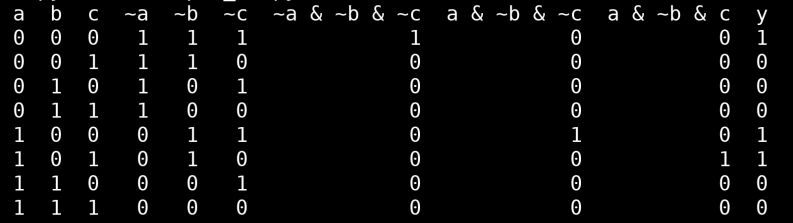 a b c ~a ~b ~c ~a & ~b & ~c a & ~b & ~c a & ~b & c y
0 0 0 1 1 1 1 0 0 1
0 0 1 1 1 0 0 0 0 0
0 1 0 1 0 1 0 0 0 0
0 1 1 1 0 0 0 0 0 0
1 0 0 0 1 1 0 1 0 1
1 0 1 0 1 0 0 0 1 1
1 1 0 0 0 1 0 0 0 0
1 1 1 0 0 0 0 0 0 0